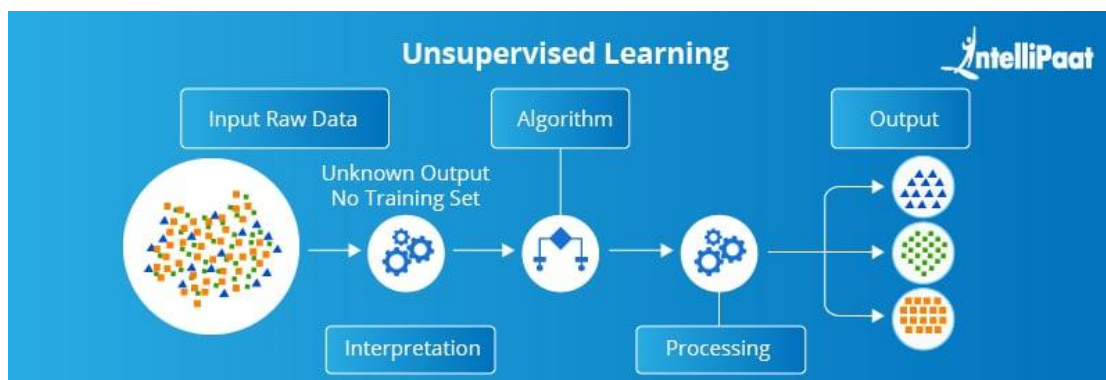 Unsupervised Learning
IntelliPaat
Input Raw Data
Algorithm
Output
Unknown Output
No Training Set
Interpretation
Processing